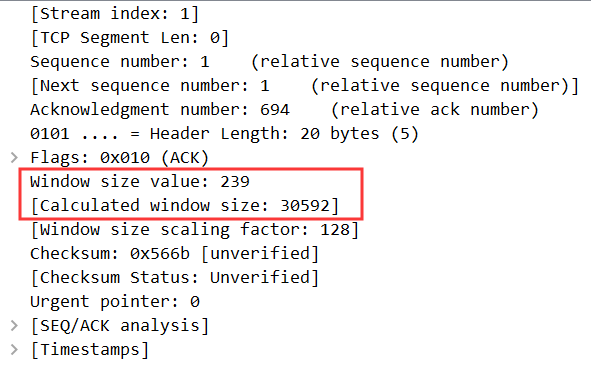 [Stream index: 1]
[TCP Segment Len: 0]
Sequence number: 1    (relative sequence number)
[Next sequence number: 1    (relative sequence number)]
Acknowledgment number: 694    (relative ack number)
0101 .... = Header Length: 20 bytes (5)
Flags: 0x010 (ACK)
Window size value: 239
[Calculated window size: 30592]
[Window size scaling factor: 128]
Checksum: 0x566b [unverified]
[Checksum Status: Unverified]
Urgent pointer: 0
[SEQ/ACK analysis]
[Timestamps]